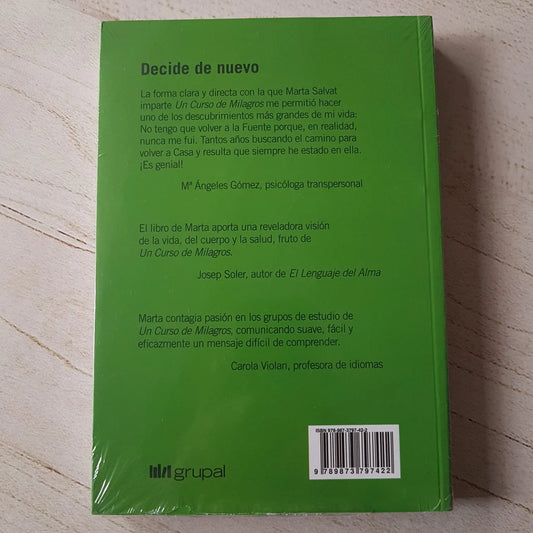 Decide de nuevo
La forma clara y directa con la que Marta Salvat
imparte Un Curso de Milagros me permitió hacer
uno de los descubrimientos más grandes de mi vida:
No tengo que volver a la Fuente porque, en realidad,
nunca me fui. Tantos años buscando el camino para
volver a Casa y resulta que siempre he estado en ella.
¡Es genial!
Mª Ángeles Gómez, psicóloga transpersonal
El libro de Marta aporta una reveladora visión
de la vida, del cuerpo y la salud, fruto de
Un Curso de Milagros.
Josep Soler, autor de El Lenguaje del Alma
Marta contagia pasión en los grupos de estudio de
Un Curso de Milagros, comunicando suave, fácil y
eficazmente un mensaje difícil de comprender.
Carola Violan, profesora de idiomas
ISBN 978-987-3797-42-2
9 789873 797422
grupal